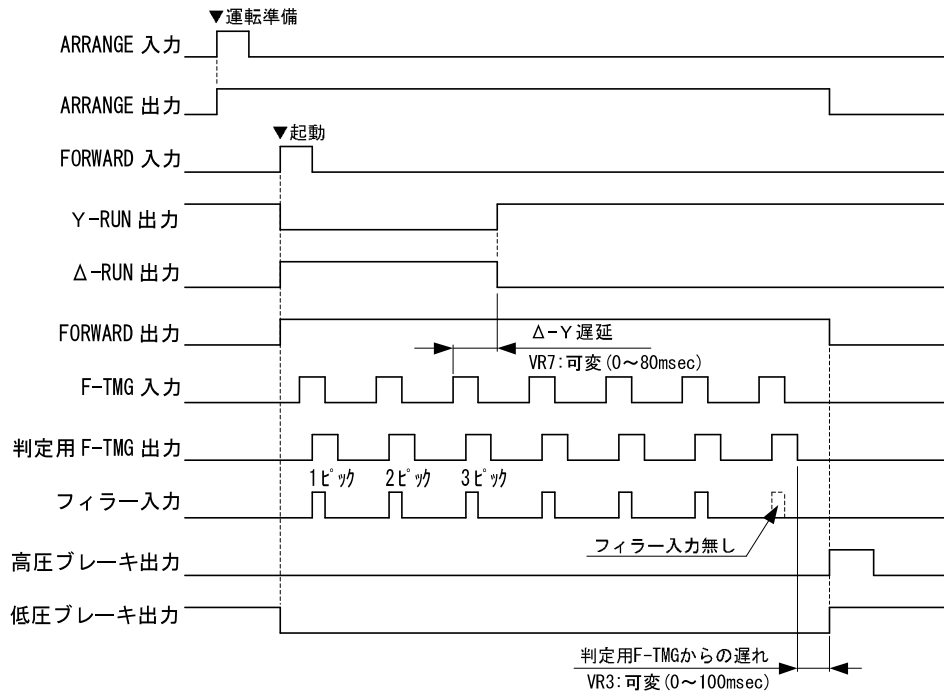 ▼運転準備
ARRANGE 入力
ARRANGE 出力
▼起動
FORWARD 入力
Y-RUN 出力
Δ-RUN 出力
FORWARD 出力
Δ-Y遅延
VR7:可変(0〜80msec)
F-TMG 入力
判定用 F-TMG 出力
1ピック 2ピック 3ピック
フィラー入力
フィラー入力無し
高圧ブレーキ出力
低圧ブレーキ出力
判定用F-TMGからの遅れ
VR3:可変(0〜100msec)